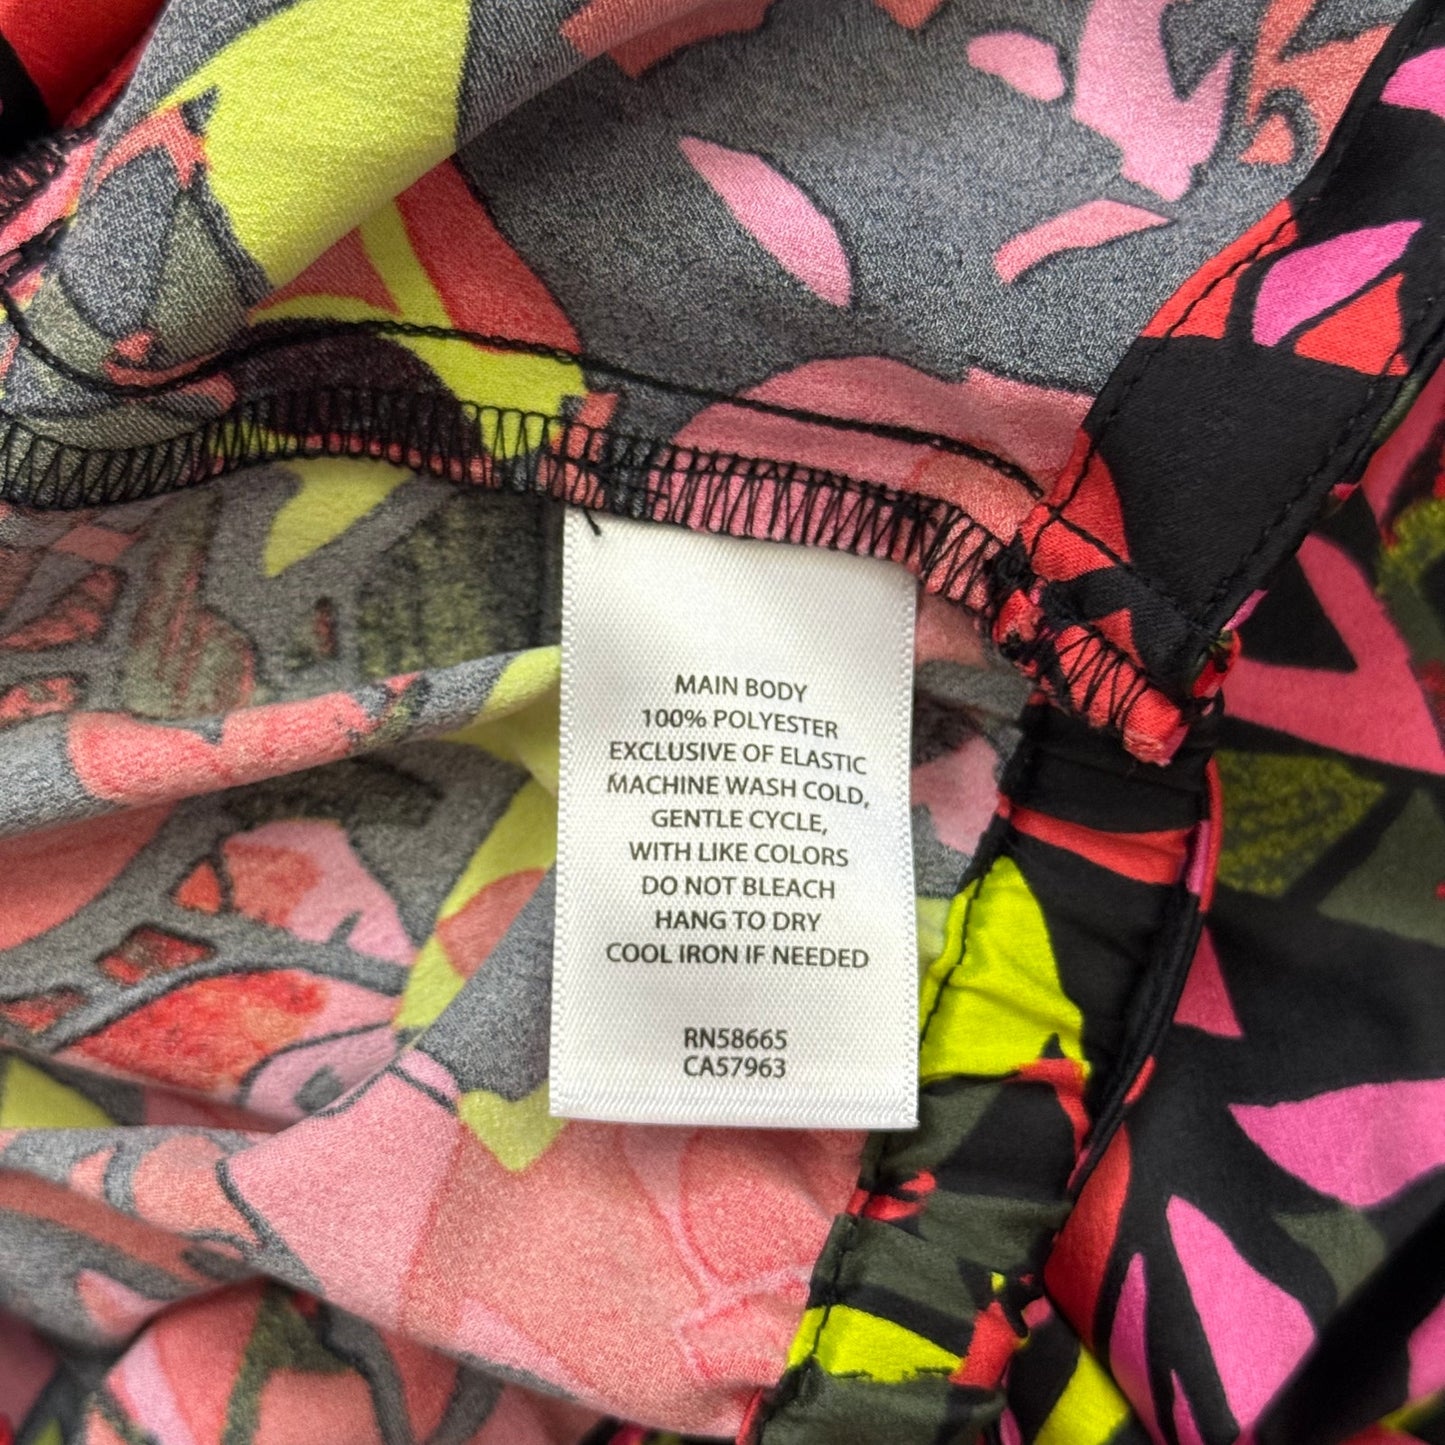 MAIN BODY
100% POLYESTER
EXCLUSIVE OF ELASTIC
MACHINE WASH COLD,
GENTLE CYCLE,
WITH LIKE COLORS
DO NOT BLEACH
HANG TO DRY
COOL IRON IF NEEDED
RN58665
CA57963